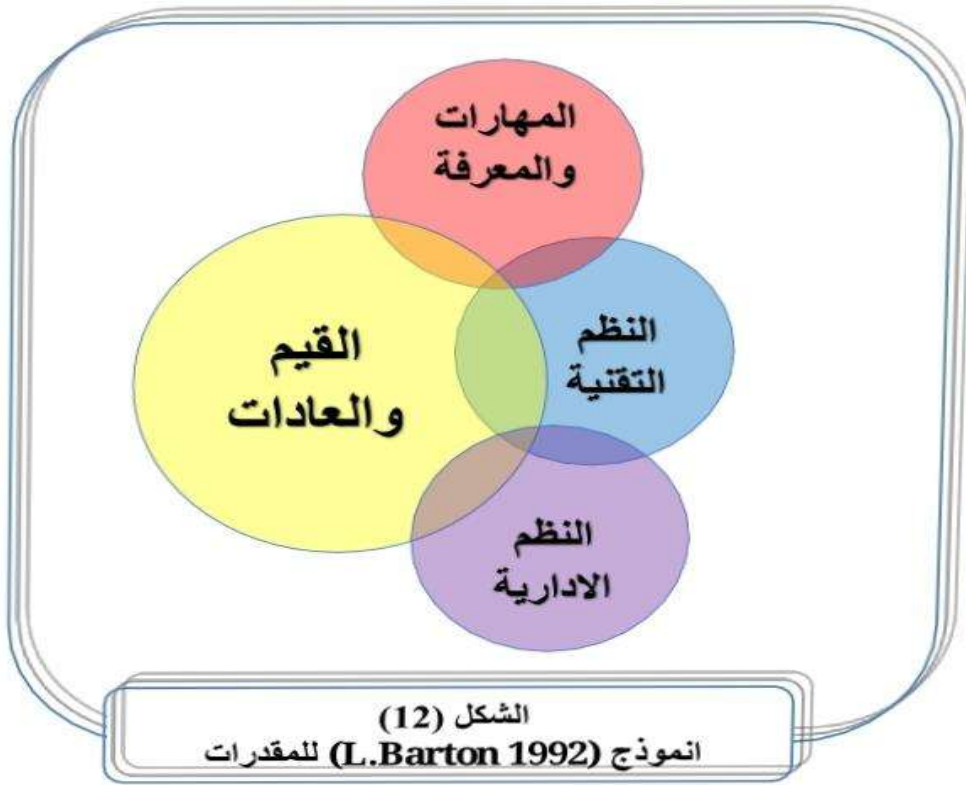 المهارات
والمعرفة
النظم
التقنية
القيم
والعادات
النظم
الادارية
الشكل (12)
انموذج (L.Barton 1992) للمقدرات